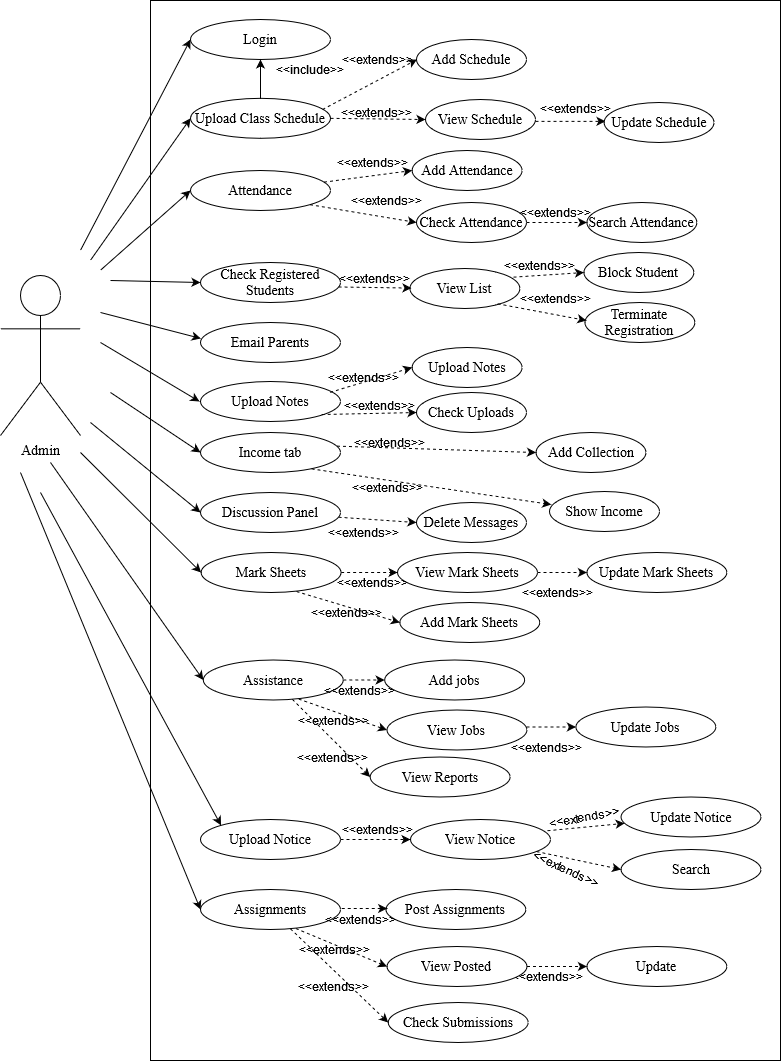 Login
<<include>>
<<extends>>
Add Schedule
Upload Class Schedule
<<extends>>
View Schedule
<<extends>>
Update Schedule
Attendance
<<extends>>
Add Attendance
<<extends>>
Check Attendance
<<extends>>
Search Attendance
Check Registered
Students
<<extends>>
View List
<<extends>>
Block Student
<<extends>>
Terminate
Registration
Email Parents
Upload Notes
<<extends>>
Upload Notes
<<extends>>
Check Uploads
Admin
Income tab
<<extends>>
Add Collection
<<extends>>
Show Income
Discussion Panel
<<extends>>
Delete Messages
Mark Sheets
<<extends>>
View Mark Sheets
<<extends>>
Update Mark Sheets
<<extends>>
Add Mark Sheets
Assistance
<<extends>>
Add jobs
<<extends>>
View Jobs
<<extends>>
Update Jobs
<<extends>>
View Reports
Upload Notice
<<extends>>
View Notice
<<extends>>
Update Notice
<<extends>>
Search
Assignments
<<extends>>
Post Assignments
<<extends>>
View Posted
<<extends>>
Update
<<extends>>
Check Submissions